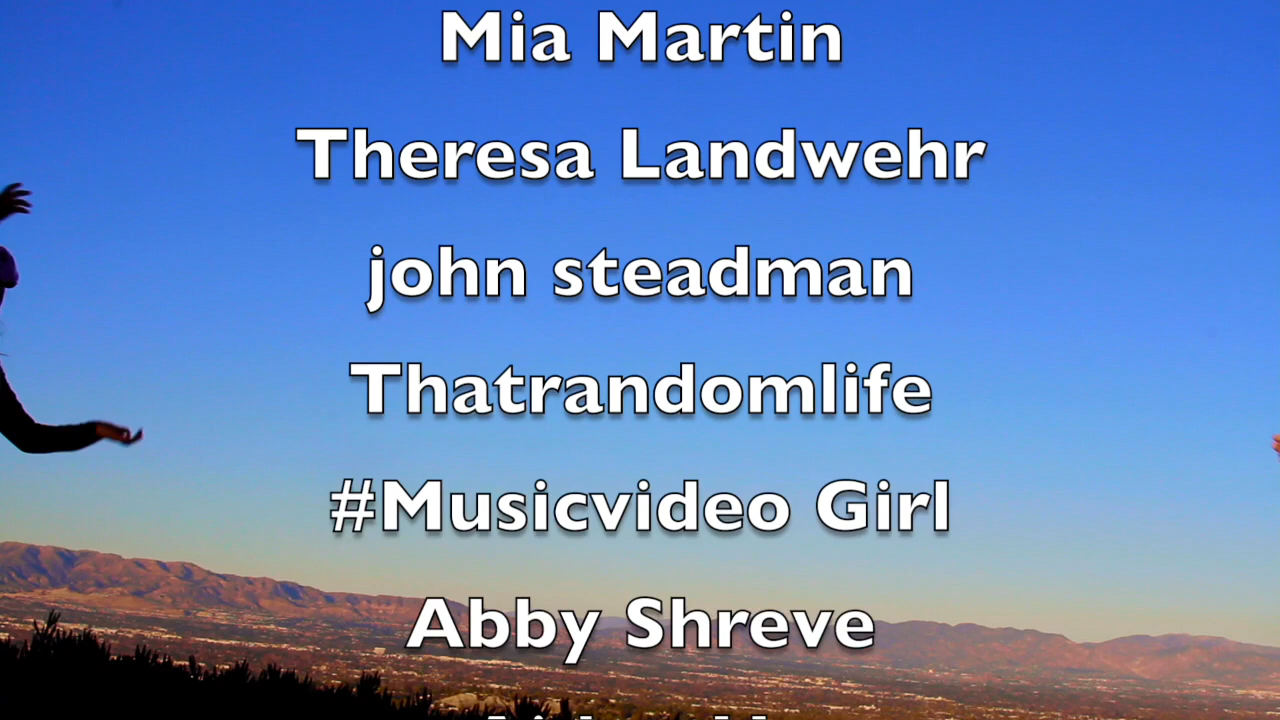 Mia Martin
Theresa Landwehr
john steadman
Thatrandomlife
#Musicvideo Girl
Abby Shreve